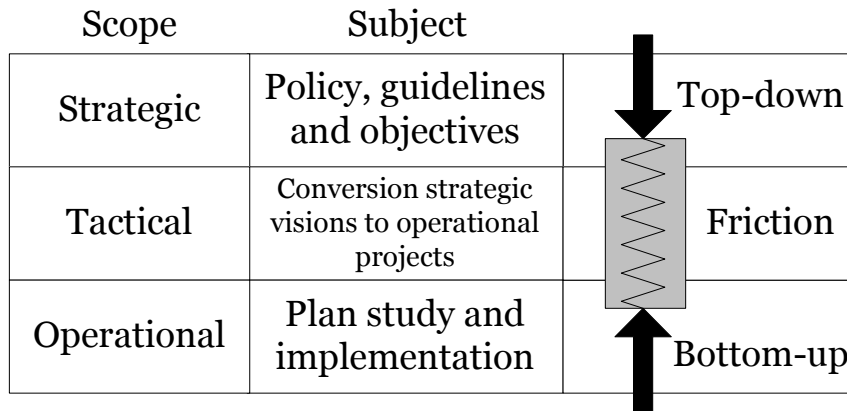 Scope Subject
Strategic
Policy, guidelines
and objectives
Top-down
Tactical
Conversion strategic
visions to operational
projects
Friction
Operational
Plan study and
implementation
Bottom-up